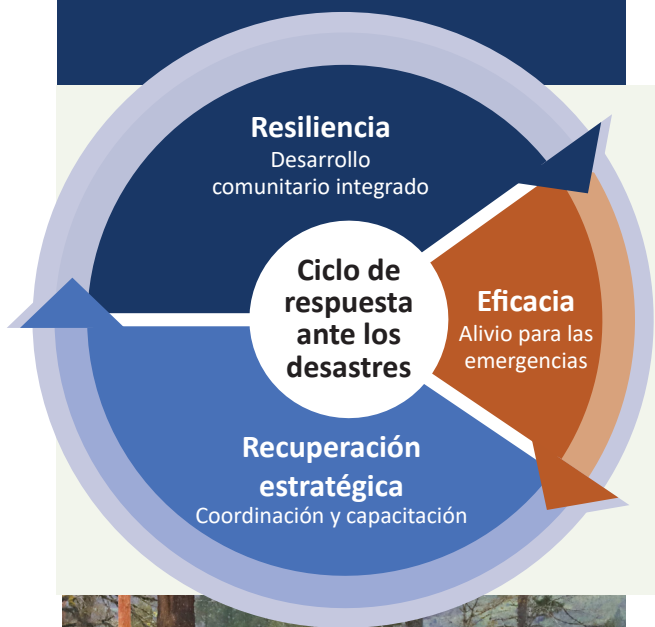 Resiliencia
Desarrollo
comunitario integrado
Ciclo de
respuesta
ante los
desastres
Eficacia
Alivio para las
emergencias
Recuperación
estratégica
Coordinación y capacitación